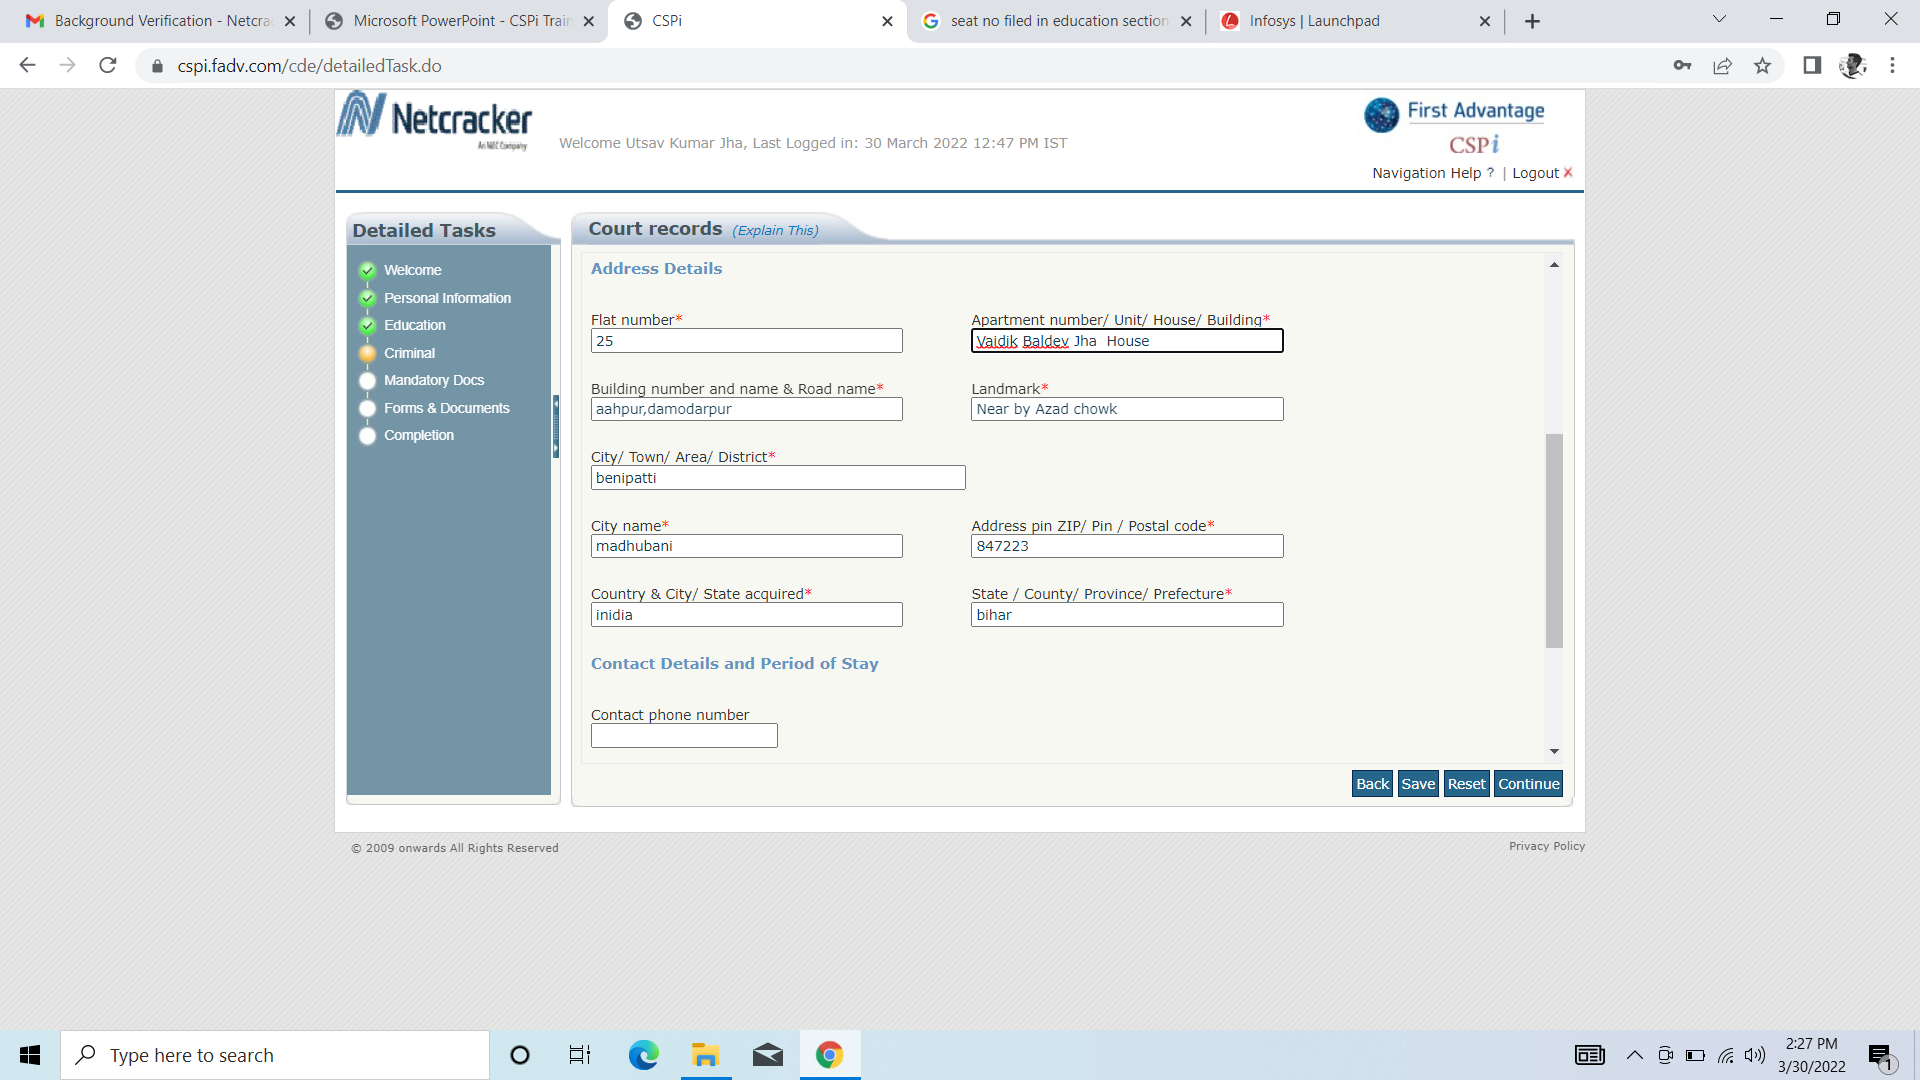 Background Verification - Netcra
Microsoft PowerPoint - CSPi Train
CSPi
seat no filed in education section
Infosys | Launchpad
cspi.fadv.com/cde/detailedTask.do
Netcracker
An NEC Company
Welcome Utsav Kumar Jha, Last Logged in: 30 March 2022 12:47 PM IST
First Advantage
CSPi
Navigation Help ? | Logout X
Detailed Tasks
Welcome
Personal Information
Education
Criminal
Mandatory Docs
Forms & Documents
Completion
Court records (Explain This)
Address Details
Flat number*
25
Apartment number/ Unit/ House/ Building*
Vaidik Baldev Jha  House
Building number and name & Road name*
aahpur,damodarpur
Landmark*
Near by Azad chowk
City/ Town/ Area/ District*
benipatti
City name*
madhubani
Address pin ZIP/ Pin / Postal code*
847223
Country & City/ State acquired*
inidia
State / County/ Province/ Prefecture*
bihar
Contact Details and Period of Stay
Contact phone number
Back Save Reset Continue
© 2009 onwards All Rights Reserved
Privacy Policy
Type here to search
2:27 PM
3/30/2022
1